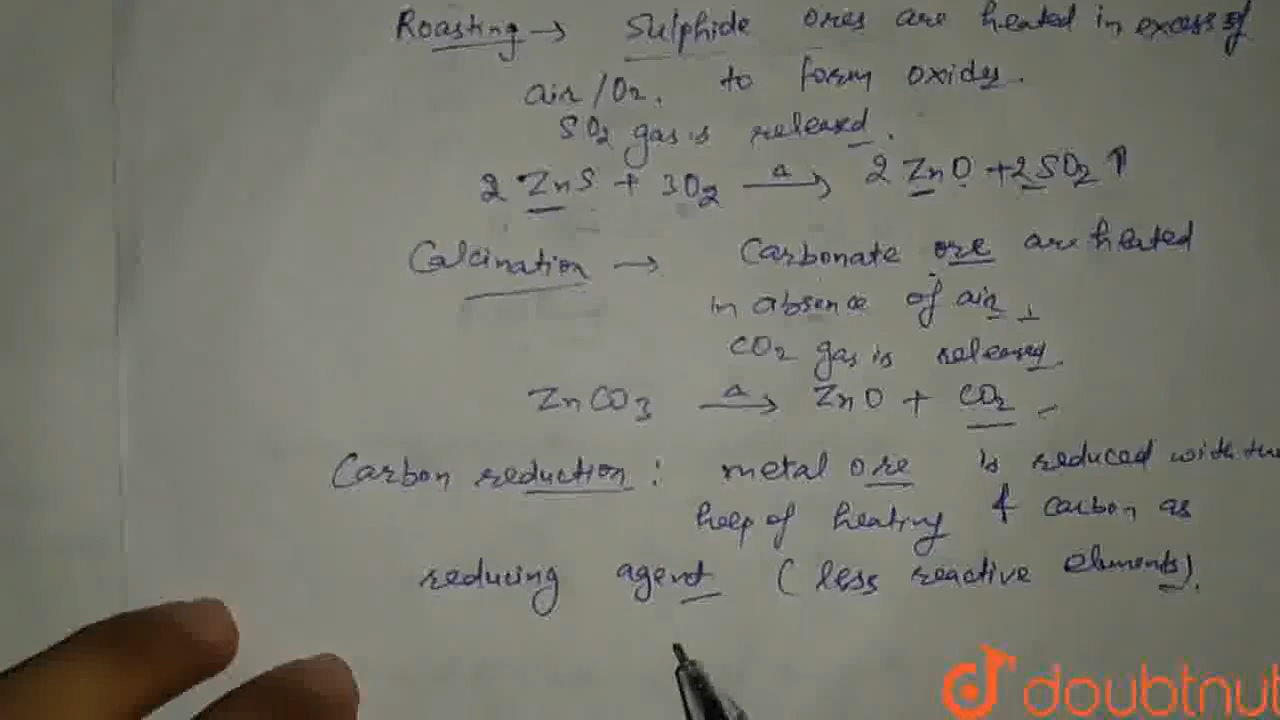 Roasting → Sulphide ores are heated in excess of
air/O2. to form oxides.
SO2 gas is released.
2 ZnS + 3O2 Δ→ 2 ZnO + 2SO2 ↑
Calcination → Carbonate ore are heated
in absence of air,
CO2 gas is released.
ZnCO3 Δ→ ZnO + CO2
Carbon reduction: metal ore is reduced with the
help of heating & carbon as
reducing agent (less reactive elements).
doubtnut